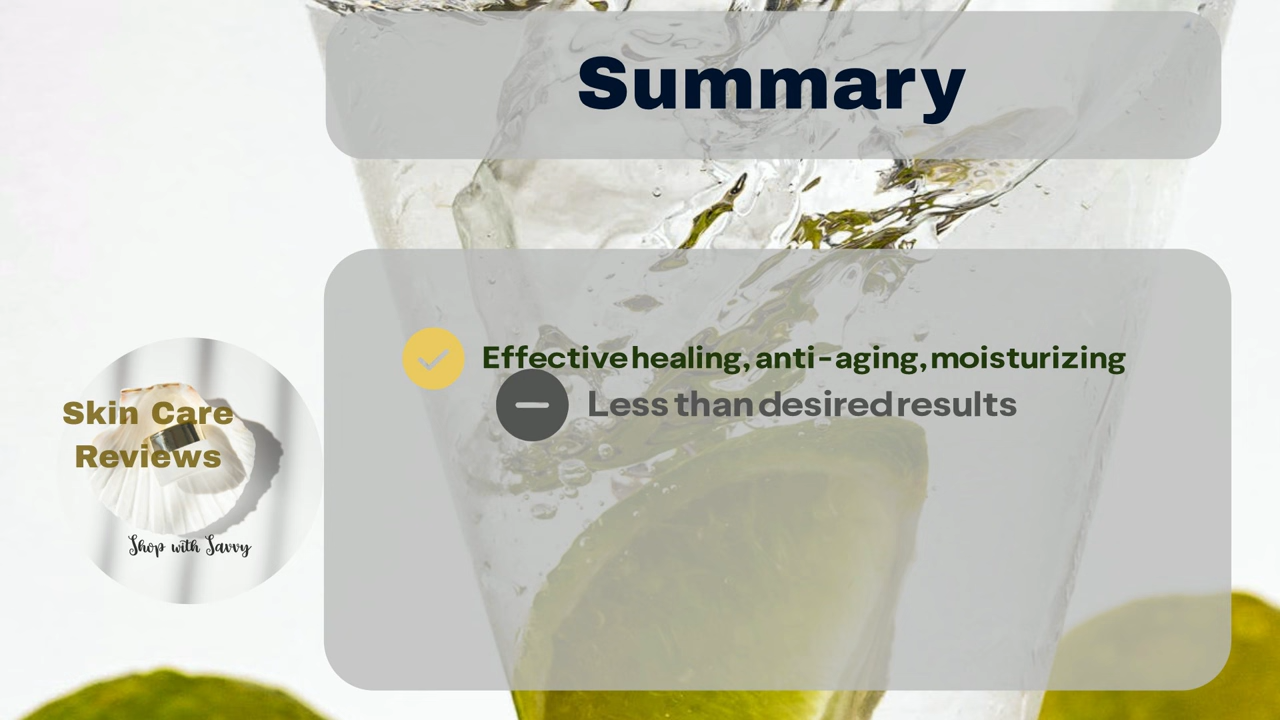 Summary
Effective healing, anti-aging, moisturizing
Less than desired results
Skin Care
Reviews
Shop with Savvy